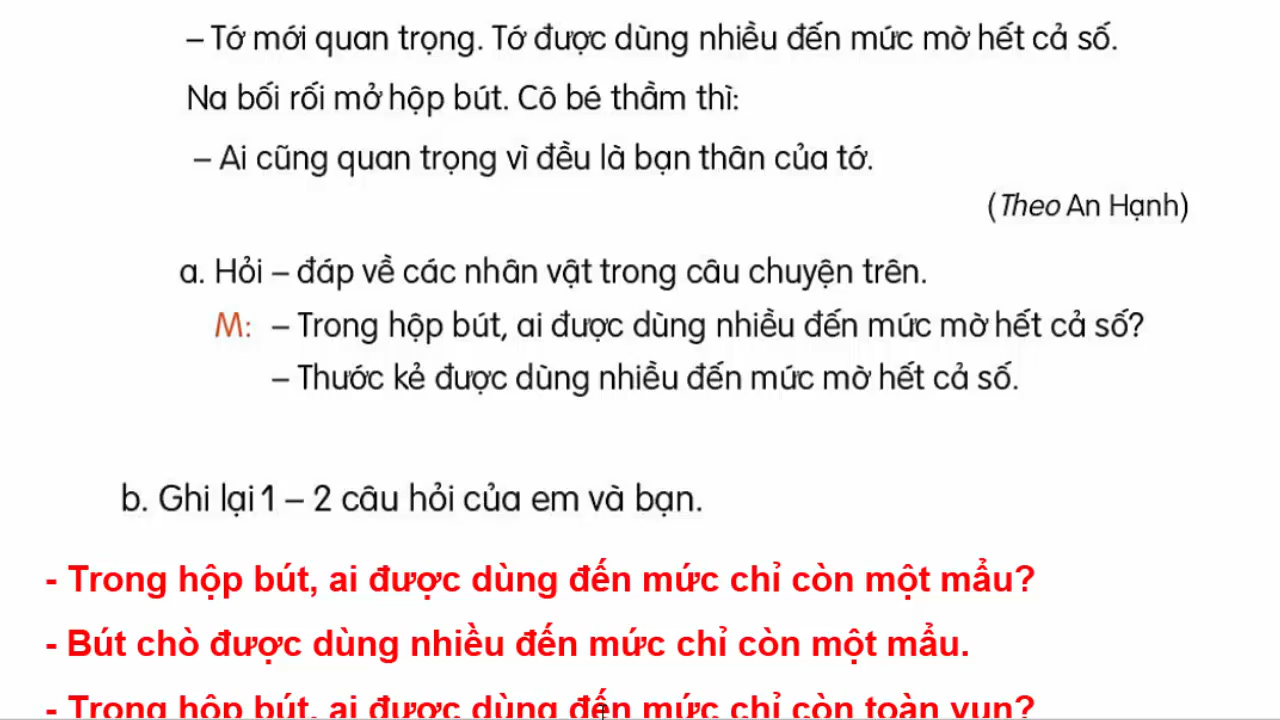 – Tớ mới quan trọng. Tớ được dùng nhiều đến mức mờ hết cả số.
Na bối rối mở hộp bút. Cô bé thầm thì:
– Ai cũng quan trọng vì đều là bạn thân của tớ.
(Theo An Hạnh)
a. Hỏi – đáp về các nhân vật trong câu chuyện trên.
M: – Trong hộp bút, ai được dùng nhiều đến mức mờ hết cả số?
– Thước kẻ được dùng nhiều đến mức mờ hết cả số.
b. Ghi lại 1 – 2 câu hỏi của em và bạn.
- Trong hộp bút, ai được dùng đến mức chỉ còn một mẩu?
- Bút chò được dùng nhiều đến mức chỉ còn một mẩu.
- Trong hộp bút, ai được dùng đến mức chỉ còn toàn vụn?